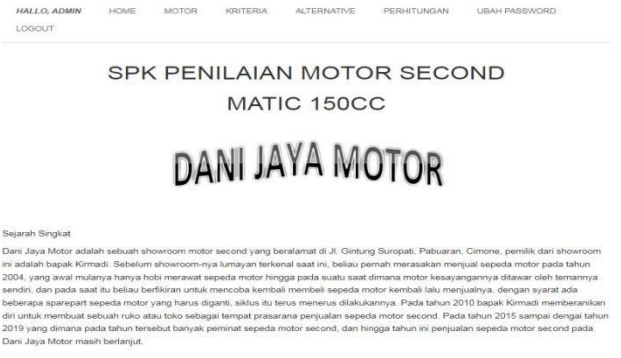 HALLO, ADMIN HOME MOTOR KRITERIA ALTERNATIVE PERHITUNGAN UBAH PASSWORD
LOGOUT
SPK PENILAIAN MOTOR SECOND
MATIC 150CC
DANI JAYA MOTOR
Sejarah Singkat
Dani Jaya Motor adalah sebuah showroom motor second yang beralamat di Jl. Gintung Suropati, Pabuaran, Cimone, pemilik dari showroom
ini adalah bapak Kirmadi. Sebelum showroom-nya lumayan terkenal saat ini, beliau pernah merasakan menjual sepeda motor pada tahun
2004, yang awal mulanya hanya hobi merawat sepeda motor hingga pada suatu saat dimana motor kesayangannya ditawar oleh temannya
sendiri, dan pada saat itu beliau berfikiran untuk mencoba kembali membeli sepeda motor kembali lalu menjualnya, dengan syarat ada
beberapa sparepart sepeda motor yang harus diganti, siklus itu terus menerus dilakukannya. Pada tahun 2010 bapak Kirmadi memberanikan
diri untuk membuat sebuah ruko atau toko sebagai tempat prasarana penjualan sepeda motor second. Pada tahun 2015 sampai dengai tahun
2019 yang dimana pada tahun tersebut banyak peminat sepeda motor second, dan hingga tahun ini penjualan sepeda motor second pada
Dani Jaya Motor masih berlanjut.